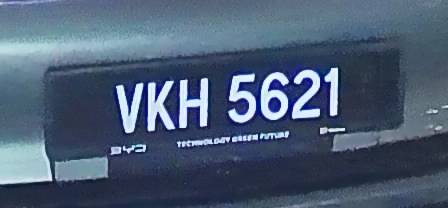 VKH 5621
BYD TECHNOLOGY GREEN FUTURE